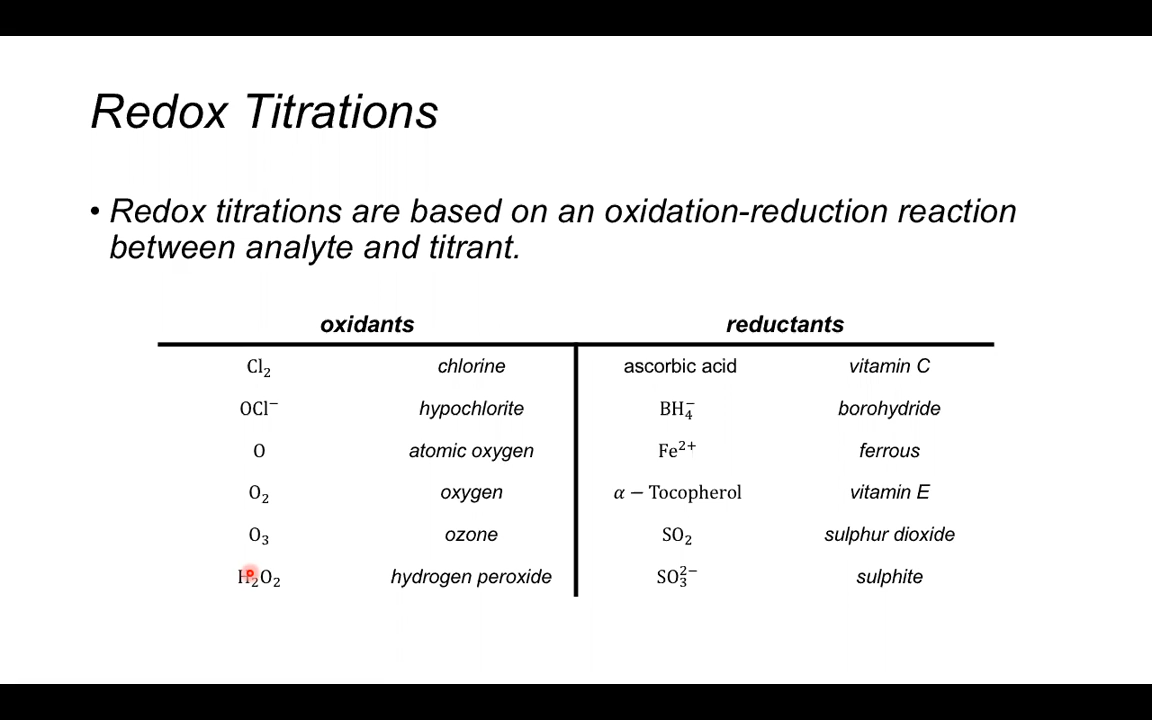 Redox Titrations
• Redox titrations are based on an oxidation-reduction reaction
between analyte and titrant.
oxidants reductants
Cl₂ chlorine ascorbic acid vitamin C
OCl⁻ hypochlorite BH₄⁻ borohydride
O atomic oxygen Fe²⁺ ferrous
O₂ oxygen α − Tocopherol vitamin E
O₃ ozone SO₂ sulphur dioxide
H₂O₂ hydrogen peroxide SO₃²⁻ sulphite